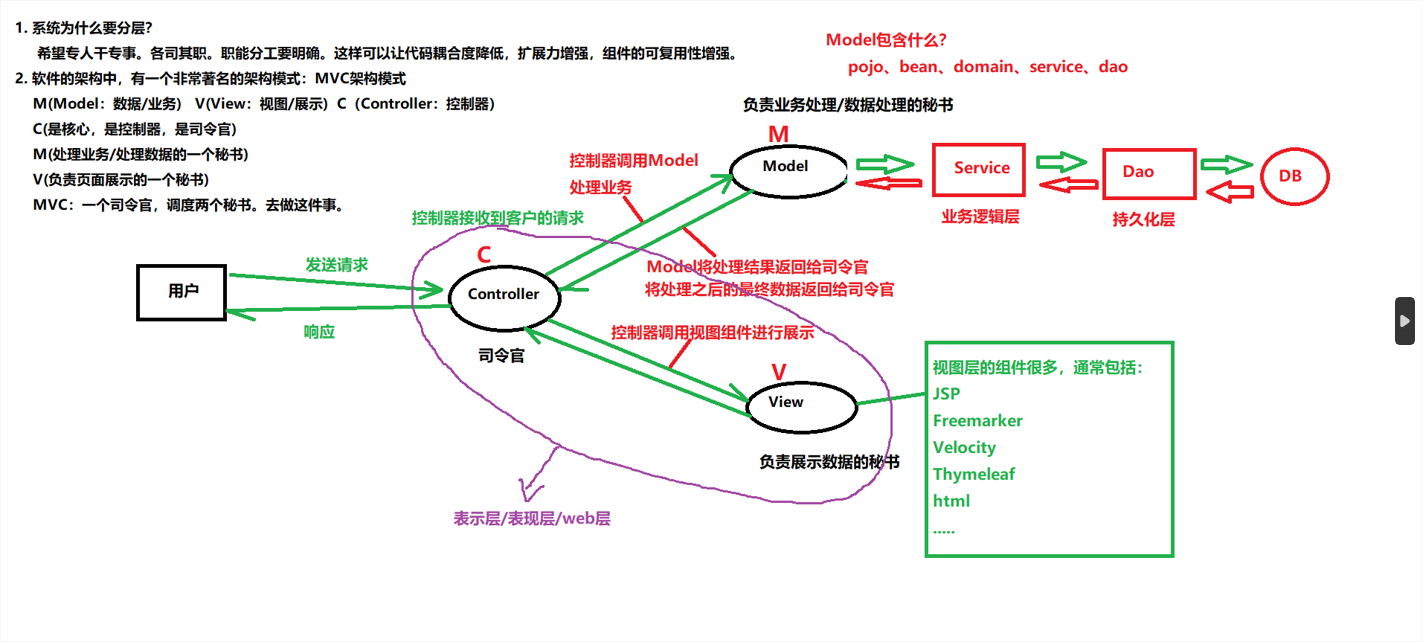 1. 系统为什么要分层？
希望专人干专事。各司其职。职能分工要明确。这样可以让代码耦合度降低，扩展力增强，组件的可复用性增强。
2. 软件的架构中，有一个非常著名的架构模式：MVC架构模式
M(Model：数据/业务) V(View：视图/展示) C（Controller：控制器）
C(是核心，是控制器，是司令官)
M(处理业务/处理数据的一个秘书)
V(负责页面展示的一个秘书)
MVC：一个司令官，调度两个秘书。去做这件事。
Model包含什么？
pojo、bean、domain、service、dao
负责业务处理/数据处理的秘书
M
Model
控制器调用Model
处理业务
Service
业务逻辑层
Dao
持久化层
DB
控制器接收到客户的请求
C
Controller
司令官
用户
发送请求
响应
Model将处理结果返回给司令官
将处理之后的最终数据返回给司令官
控制器调用视图组件进行展示
V
View
负责展示数据的秘书
表示层/表现层/web层
视图层的组件很多，通常包括：
JSP
Freemarker
Velocity
Thymeleaf
html
.....